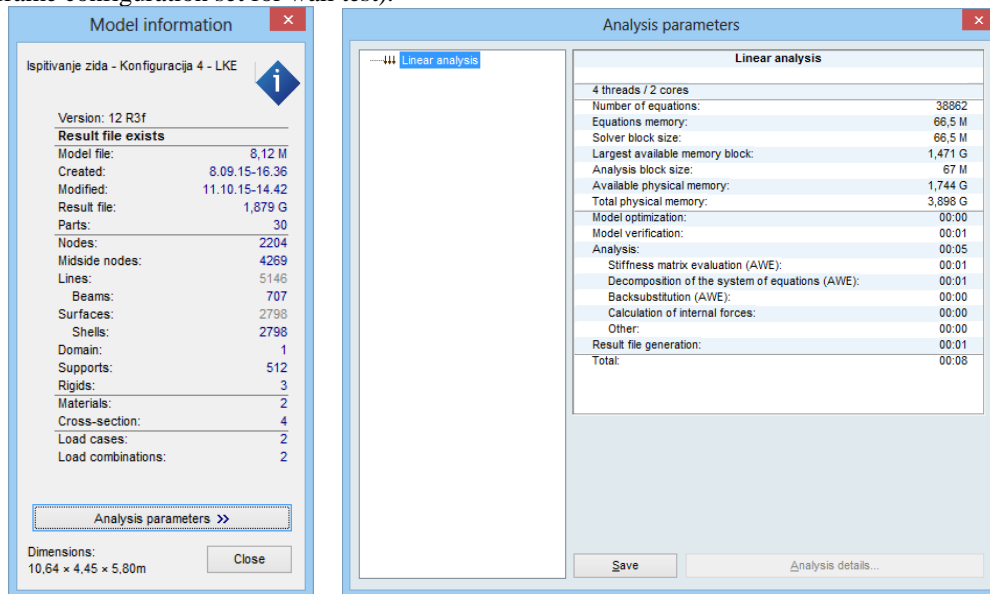 frame configuration set for wall test).
Model information
Ispitivanje zida - Konfiguracija 4 - LKE
Version: 12 R3f
Result file exists
Model file: 8,12 M
Created: 8.09.15-16.36
Modified: 11.10.15-14.42
Result file: 1,879 G
Parts: 30
Nodes: 2204
Midside nodes: 4269
Lines: 5146
Beams: 707
Surfaces: 2798
Shells: 2798
Domain: 1
Supports: 512
Rigids: 3
Materials: 2
Cross-section: 4
Load cases: 2
Load combinations: 2
Analysis parameters >>
Dimensions:
10,64 × 4,45 × 5,80m
Close
Analysis parameters
Linear analysis
Linear analysis
4 threads / 2 cores
Number of equations: 38862
Equations memory: 66,5 M
Solver block size: 66,5 M
Largest available memory block: 1,471 G
Analysis block size: 67 M
Available physical memory: 1,744 G
Total physical memory: 3,898 G
Model optimization: 00:00
Model verification: 00:01
Analysis: 00:05
Stiffness matrix evaluation (AWE): 00:01
Decomposition of the system of equations (AWE): 00:01
Backsubstitution (AWE): 00:00
Calculation of internal forces: 00:00
Other: 00:00
Result file generation: 00:01
Total: 00:08
Save
Analysis details...